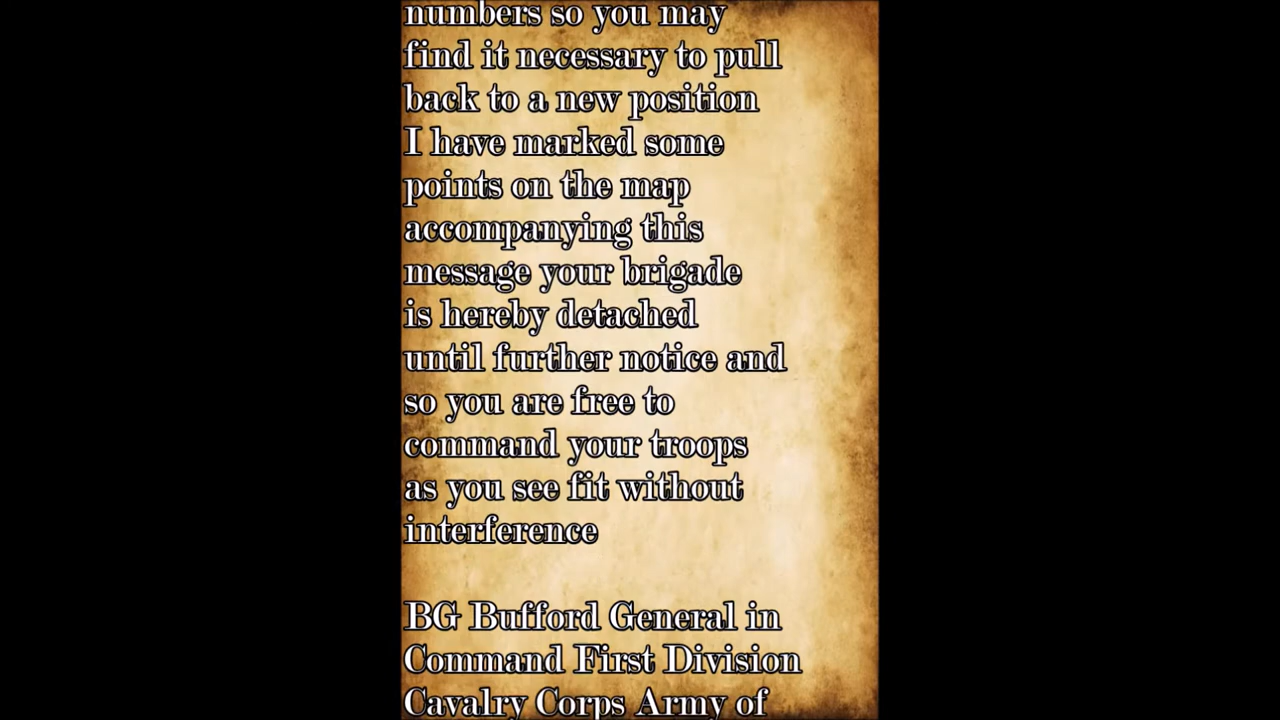 numbers so you may
find it necessary to pull
back to a new position
I have marked some
points on the map
accompanying this
message your brigade
is hereby detached
until further notice and
so you are free to
command your troops
as you see fit without
interference
BG Bufford General in
Command First Division
Cavalry Corps Army of